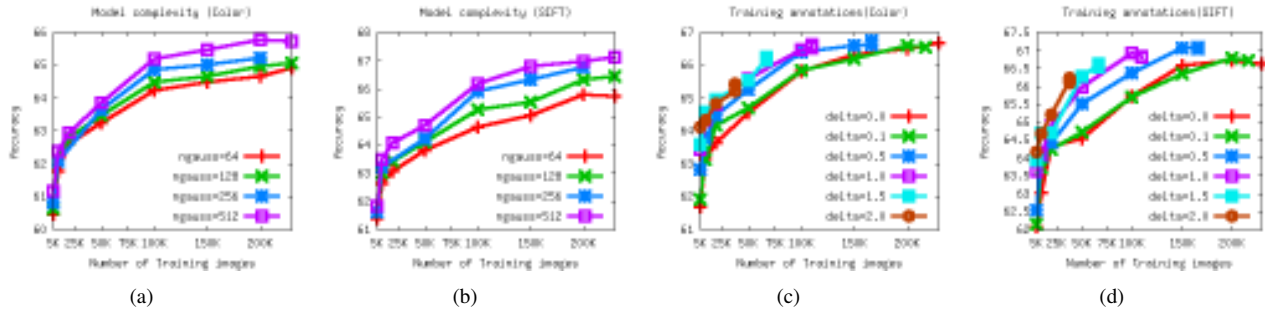 Model complexity (Color)
66
65
64
63
62
61
60
Accuracy
ngauss=64
ngauss=128
ngauss=256
ngauss=512
5K 25K 50K 75K 100K 150K 200K
Number of Training images
(a)
Model complexity (SIFT)
68
67
66
65
64
63
62
61
Accuracy
ngauss=64
ngauss=128
ngauss=256
ngauss=512
5K 25K 50K 75K 100K 150K 200K
Number of Training images
(b)
Training annotations(Color)
67
66
65
64
63
62
61
Accuracy
delta=0.0
delta=0.1
delta=0.5
delta=1.0
delta=1.5
delta=2.0
5K 25K 50K 75K 100K 150K 200K
Number of Training images
(c)
Training annotations(SIFT)
67.5
67
66.5
66
65.5
65
64.5
64
63.5
63
62.5
62
Accuracy
delta=0.0
delta=0.1
delta=0.5
delta=1.0
delta=1.5
delta=2.0
5K 25K 50K 75K 100K 150K 200K
Number of Training images
(d)